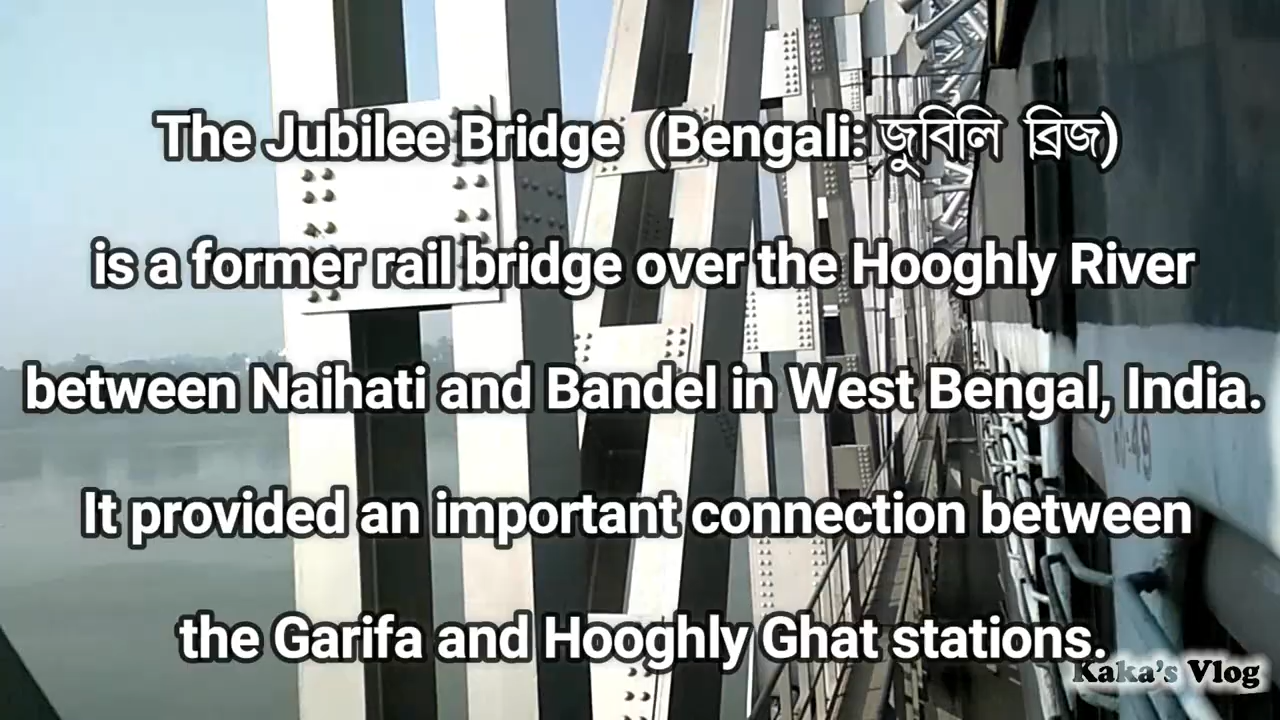 The Jubilee Bridge (Bengali: জুবিলি ব্রিজ)
is a former rail bridge over the Hooghly River
between Naihati and Bandel in West Bengal, India.
It provided an important connection between
the Garifa and Hooghly Ghat stations.
Kaka's Vlog